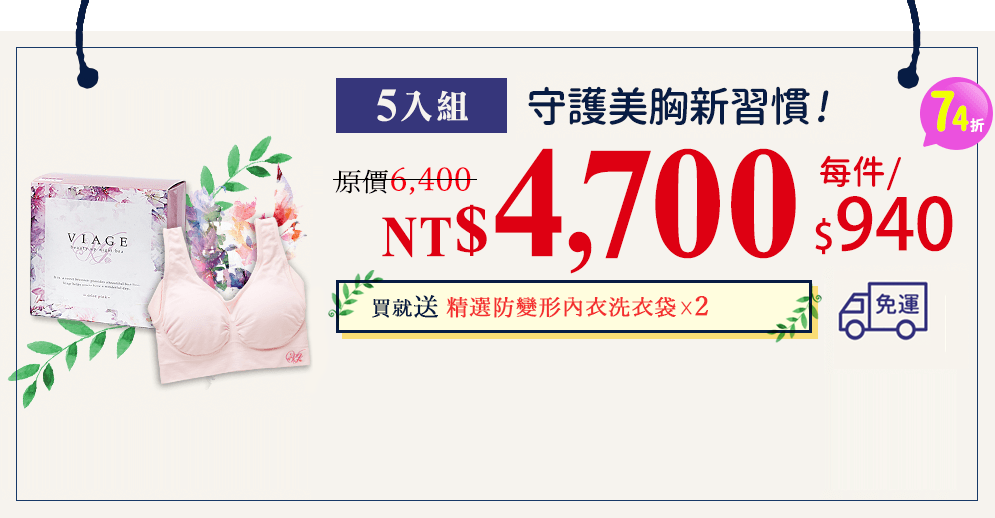 5入組
守護美胸新習慣!
74折
原價6,400
NT$4,700
每件/
$940
買就送 精選防變形內衣洗衣袋×2
免運
VIAGE
beauty up night bra